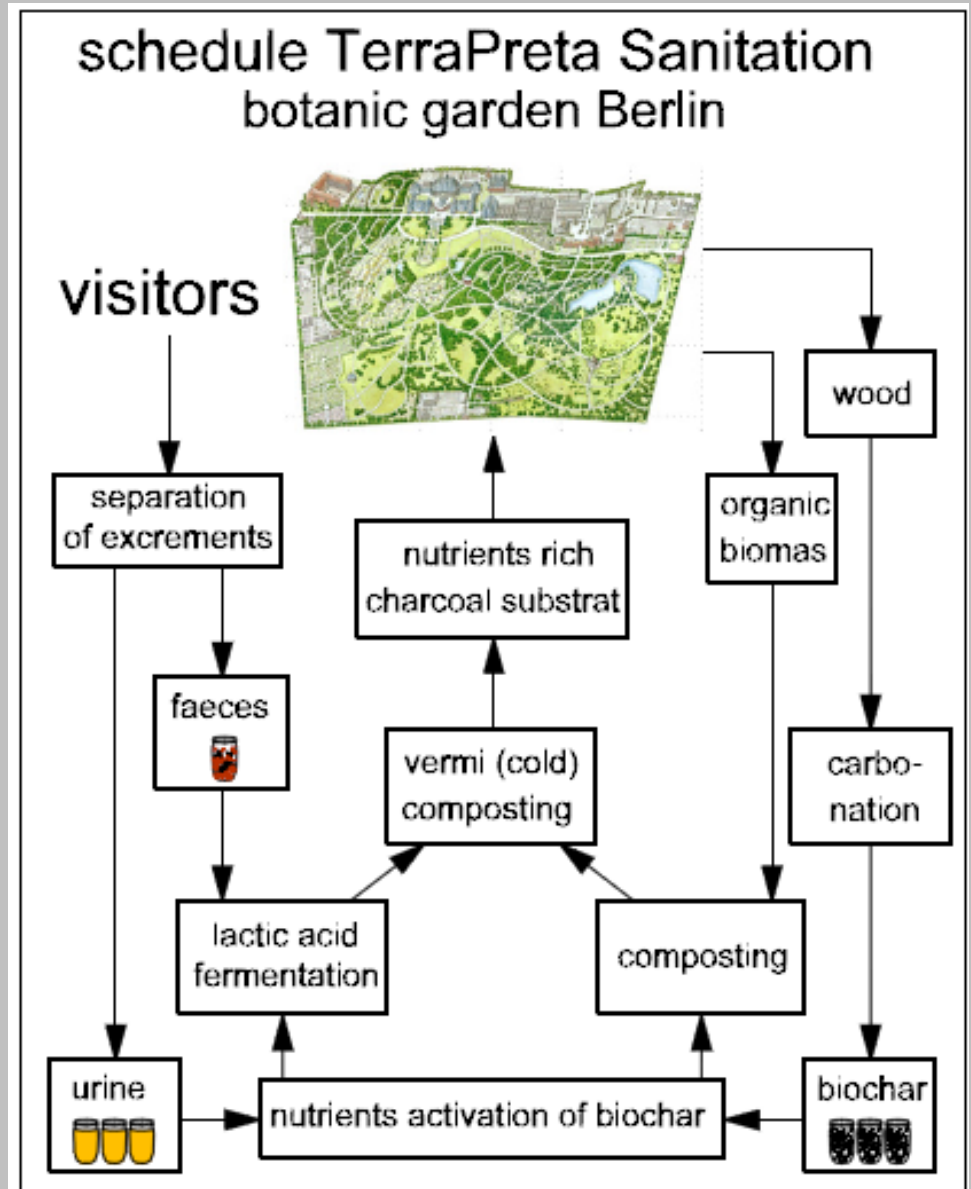 schedule TerraPreta Sanitation
botanic garden Berlin
visitors
wood
separation
of excrements
organic
biomas
nutrients rich
charcoal substrat
faeces
vermi (cold)
composting
carbo-
nation
lactic acid
fermentation
composting
urine
nutrients activation of biochar
biochar